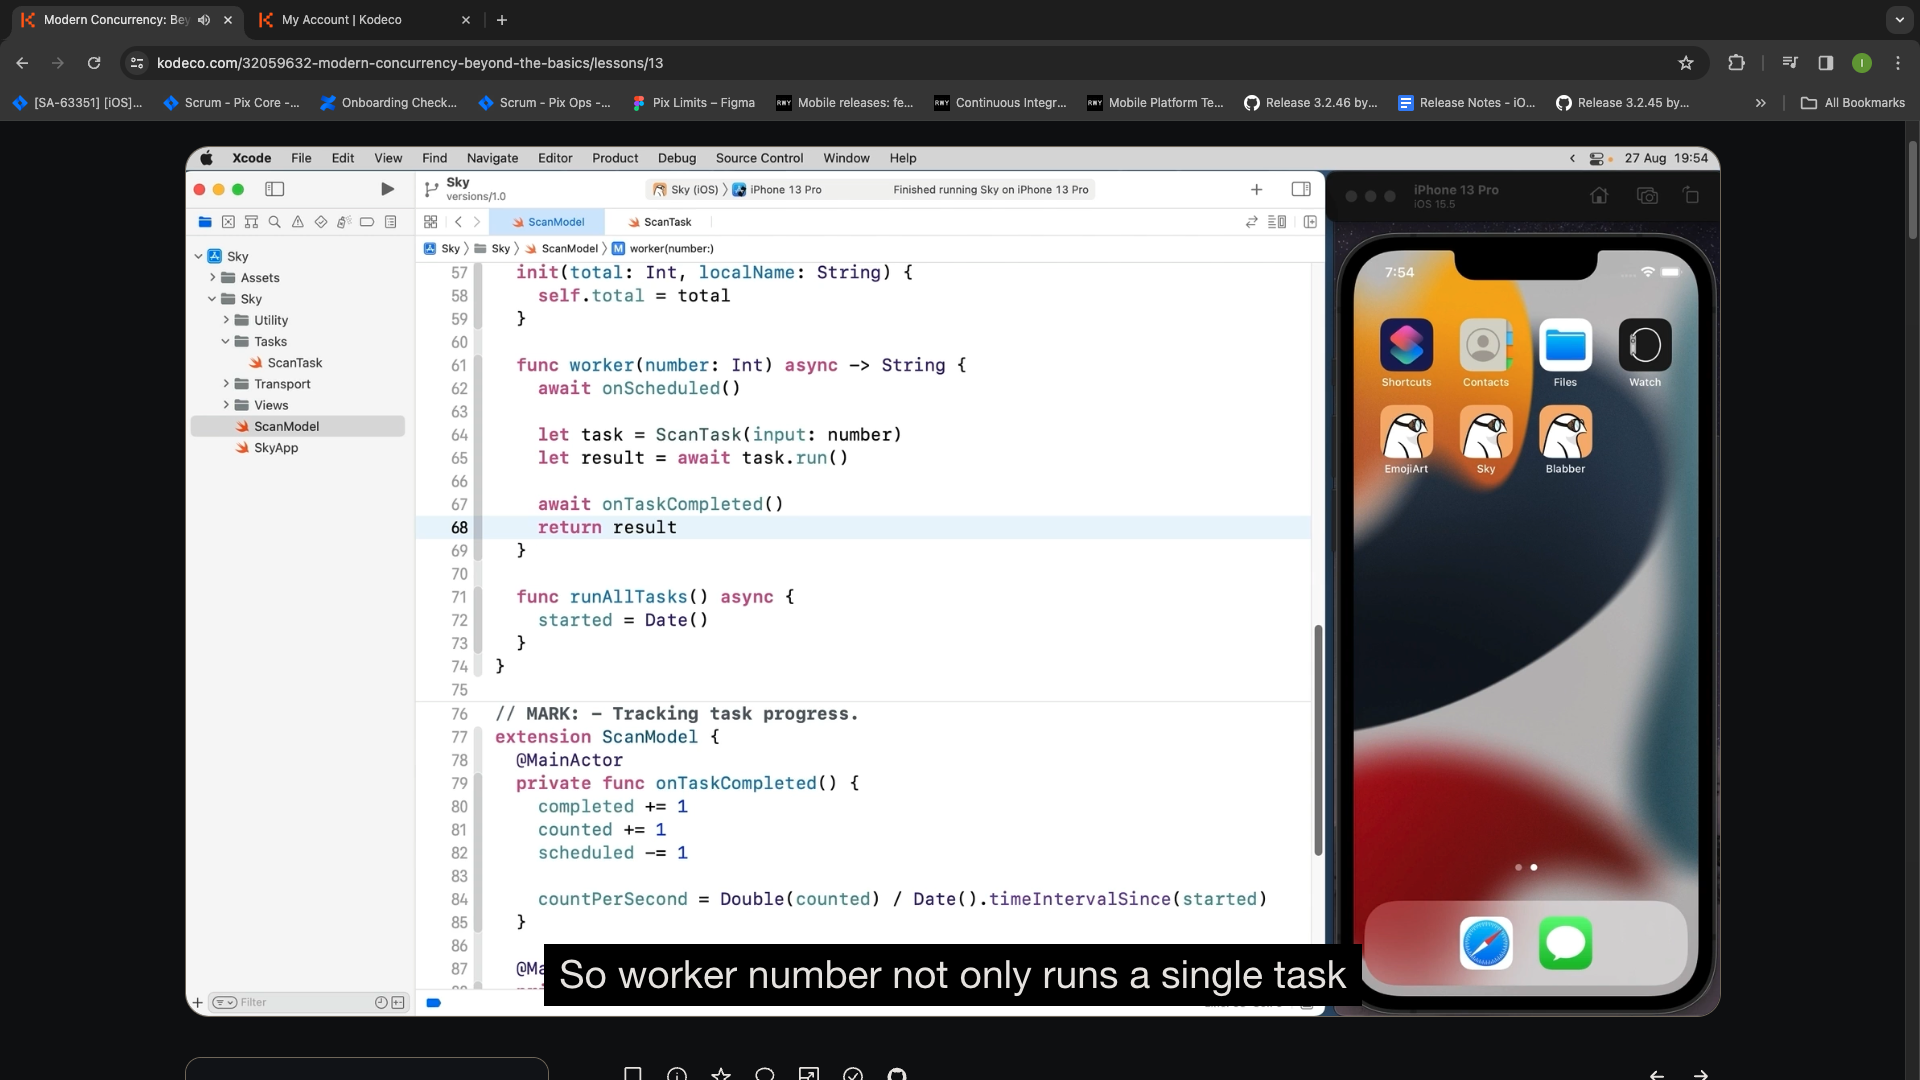 Modern Concurrency: Bey
My Account | Kodeco
kodeco.com/32059632-modern-concurrency-beyond-the-basics/lessons/13
I
[SA-63351] [iOS]...
Scrum - Pix Core -...
Onboarding Check...
Scrum - Pix Ops -...
Pix Limits – Figma
RWY Mobile releases: fe...
RWY Continuous Integr...
RWY Mobile Platform Te...
Release 3.2.46 by...
Release Notes - iO...
Release 3.2.45 by...
All Bookmarks
Xcode File Edit View Find Navigate Editor Product Debug Source Control Window Help
27 Aug 19:54
Sky
versions/1.0
Sky (iOS) 〉 iPhone 13 Pro
Finished running Sky on iPhone 13 Pro
iPhone 13 Pro
iOS 15.5
ScanModel
ScanTask
Sky 〉 Sky 〉 ScanModel 〉 M worker(number:)
Sky
Assets
Sky
Utility
Tasks
ScanTask
Transport
Views
ScanModel
SkyApp
Filter
57 init(total: Int, localName: String) {
58 self.total = total
59 }
60
61 func worker(number: Int) async -> String {
62 await onScheduled()
63
64 let task = ScanTask(input: number)
65 let result = await task.run()
66
67 await onTaskCompleted()
68 return result
69 }
70
71 func runAllTasks() async {
72 started = Date()
73 }
74 }
75
76 // MARK: - Tracking task progress.
77 extension ScanModel {
78 @MainActor
79 private func onTaskCompleted() {
80 completed += 1
81 counted += 1
82 scheduled -= 1
83
84 countPerSecond = Double(counted) / Date().timeIntervalSince(started)
85 }
86
87 @Ma
So worker number not only runs a single task
7:54
Shortcuts
Contacts
Files
Watch
EmojiArt
Sky
Blabber